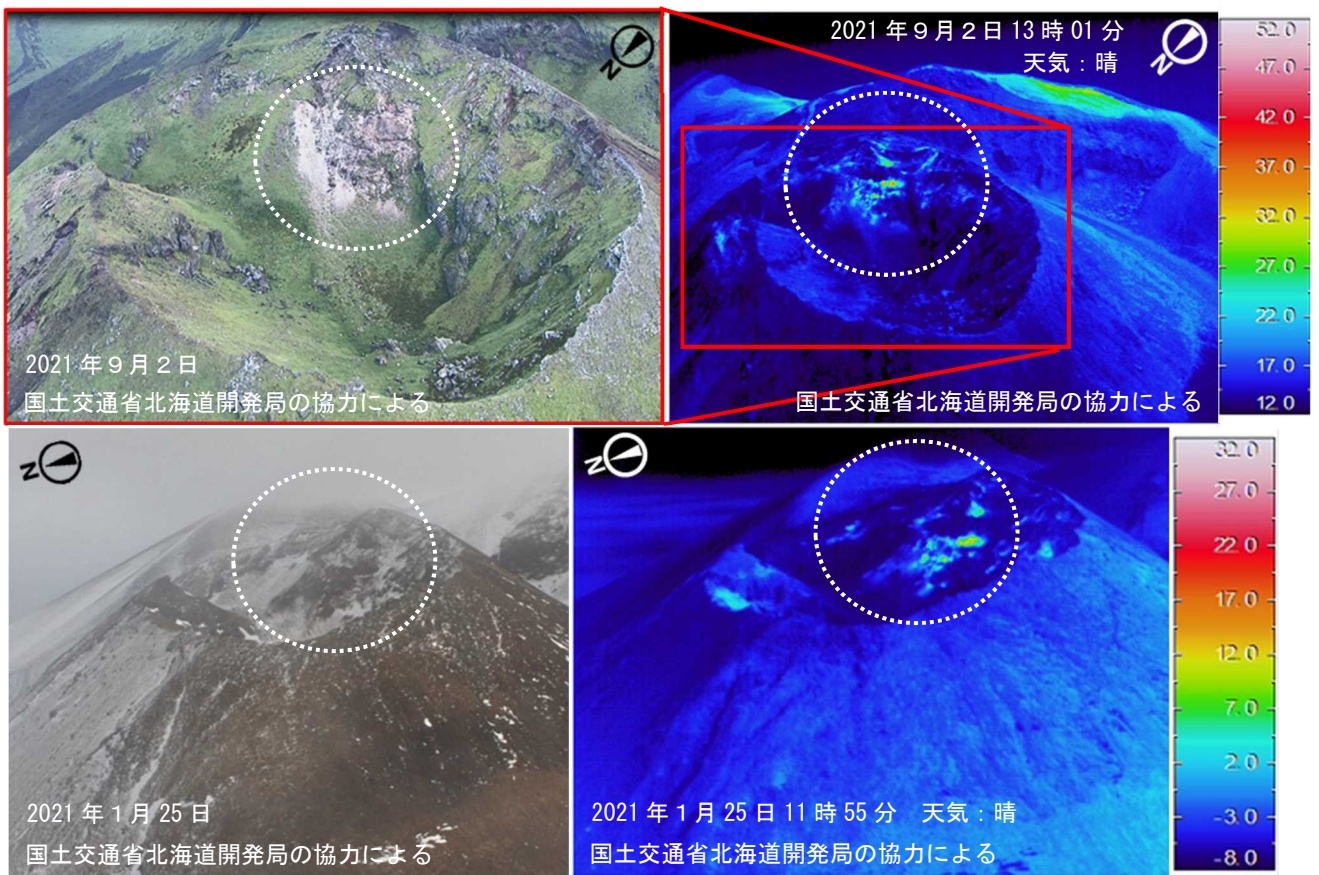 2021年9月2日13時01分
天気：晴
N
N
2021年9月2日
国土交通省北海道開発局の協力による
国土交通省北海道開発局の協力による
52.0
47.0
42.0
37.0
32.0
27.0
22.0
17.0
12.0
N
N
2021年1月25日
国土交通省北海道開発局の協力による
2021年1月25日11時55分　天気：晴
国土交通省北海道開発局の協力による
32.0
27.0
22.0
17.0
12.0
7.0
2.0
-3.0
-8.0